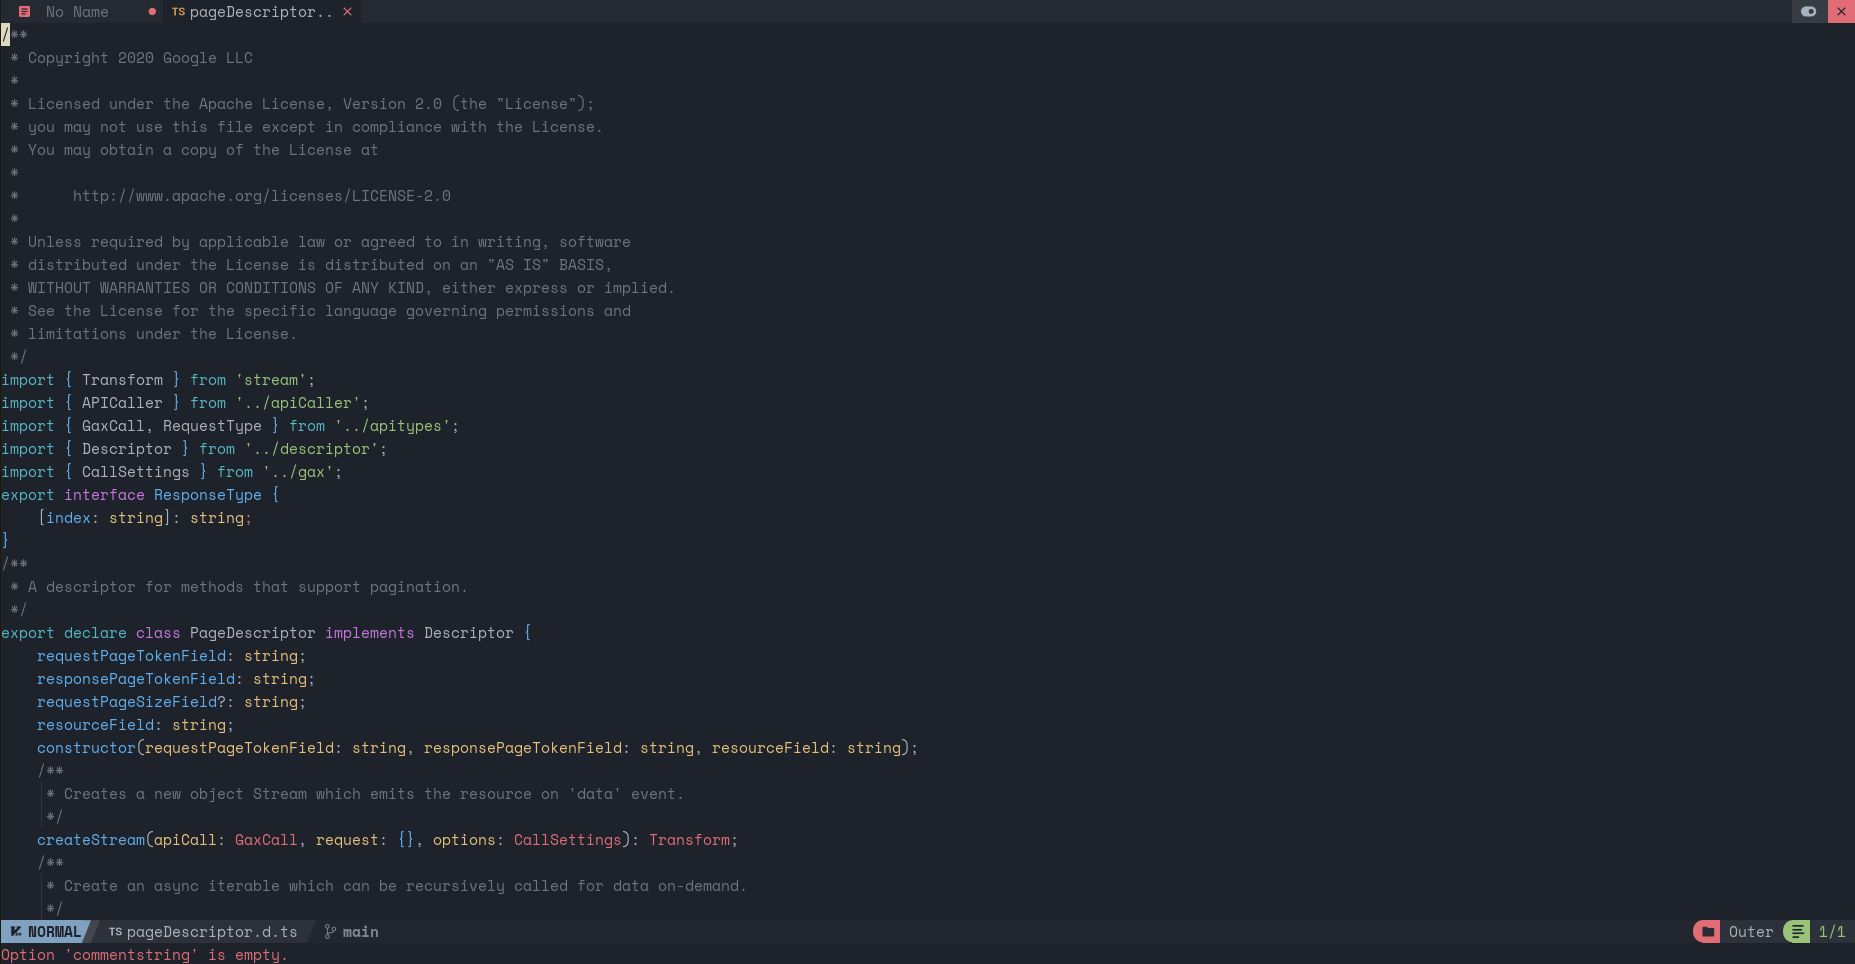 No Name ● TS pageDescriptor.. ×
/**
 * Copyright 2020 Google LLC
 *
 * Licensed under the Apache License, Version 2.0 (the "License");
 * you may not use this file except in compliance with the License.
 * You may obtain a copy of the License at
 *
 *      http://www.apache.org/licenses/LICENSE-2.0
 *
 * Unless required by applicable law or agreed to in writing, software
 * distributed under the License is distributed on an "AS IS" BASIS,
 * WITHOUT WARRANTIES OR CONDITIONS OF ANY KIND, either express or implied.
 * See the License for the specific language governing permissions and
 * limitations under the License.
 */
import { Transform } from 'stream';
import { APICaller } from '../apiCaller';
import { GaxCall, RequestType } from '../apitypes';
import { Descriptor } from '../descriptor';
import { CallSettings } from '../gax';
export interface ResponseType {
    [index: string]: string;
}
/**
 * A descriptor for methods that support pagination.
 */
export declare class PageDescriptor implements Descriptor {
    requestPageTokenField: string;
    responsePageTokenField: string;
    requestPageSizeField?: string;
    resourceField: string;
    constructor(requestPageTokenField: string, responsePageTokenField: string, resourceField: string);
    /**
     * Creates a new object Stream which emits the resource on 'data' event.
     */
    createStream(apiCall: GaxCall, request: {}, options: CallSettings): Transform;
    /**
     * Create an async iterable which can be recursively called for data on-demand.
     */
NORMAL TS pageDescriptor.d.ts main Outer 1/1
Option 'commentstring' is empty.